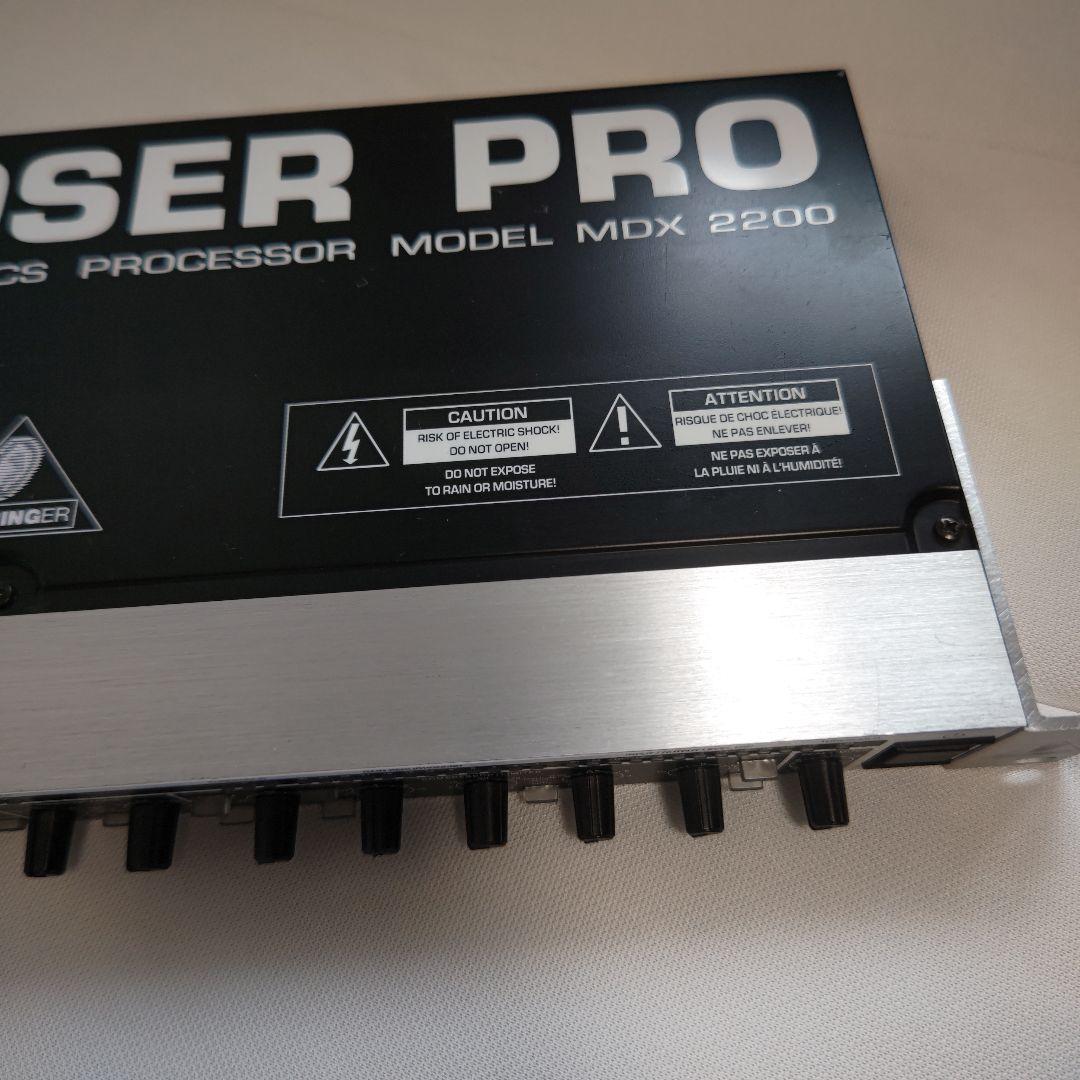 OSER PRO
CS PROCESSOR MODEL MDX 2200
CAUTION
RISK OF ELECTRIC SHOCK!
DO NOT OPEN!
DO NOT EXPOSE
TO RAIN OR MOISTURE!
ATTENTION
RISQUE DE CHOC ÉLECTRIQUE!
NE PAS ENLEVER!
NE PAS EXPOSER À
LA PLUIE NI À L'HUMIDITÉ!
INGER